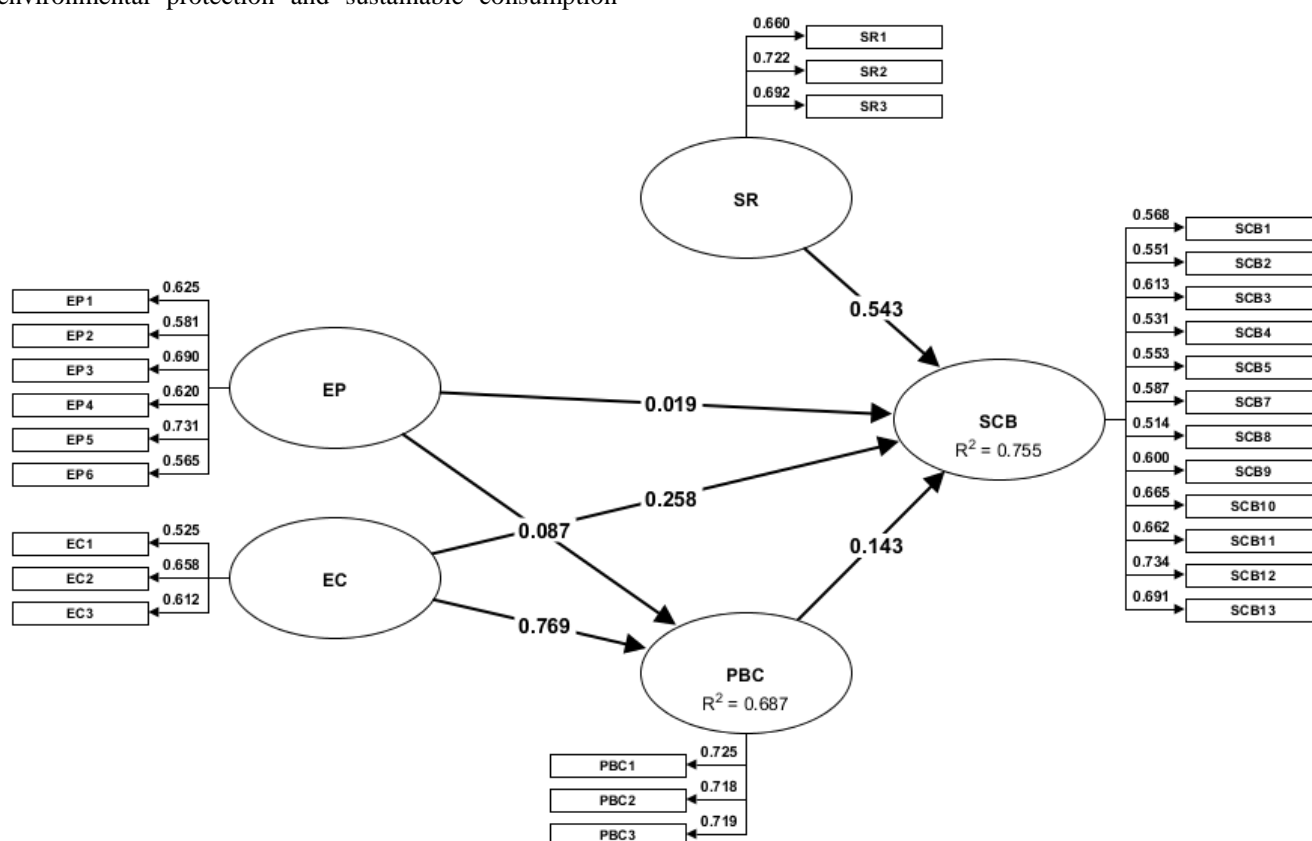 environmental protection and sustainable consumption
0.660
SR1
0.722
SR2
0.692
SR3
SR
0.543
0.568
SCB1
0.551
SCB2
0.613
SCB3
0.531
SCB4
0.553
SCB5
0.587
SCB7
0.514
SCB8
0.600
SCB9
0.665
SCB10
0.662
SCB11
0.734
SCB12
0.691
SCB13
SCB
R² = 0.755
0.625
EP1
0.581
EP2
0.690
EP3
0.620
EP4
0.731
EP5
0.565
EP6
EP
0.019
0.258
0.087
0.143
0.525
EC1
0.658
EC2
0.612
EC3
EC
0.769
PBC
R² = 0.687
0.725
PBC1
0.718
PBC2
0.719
PBC3